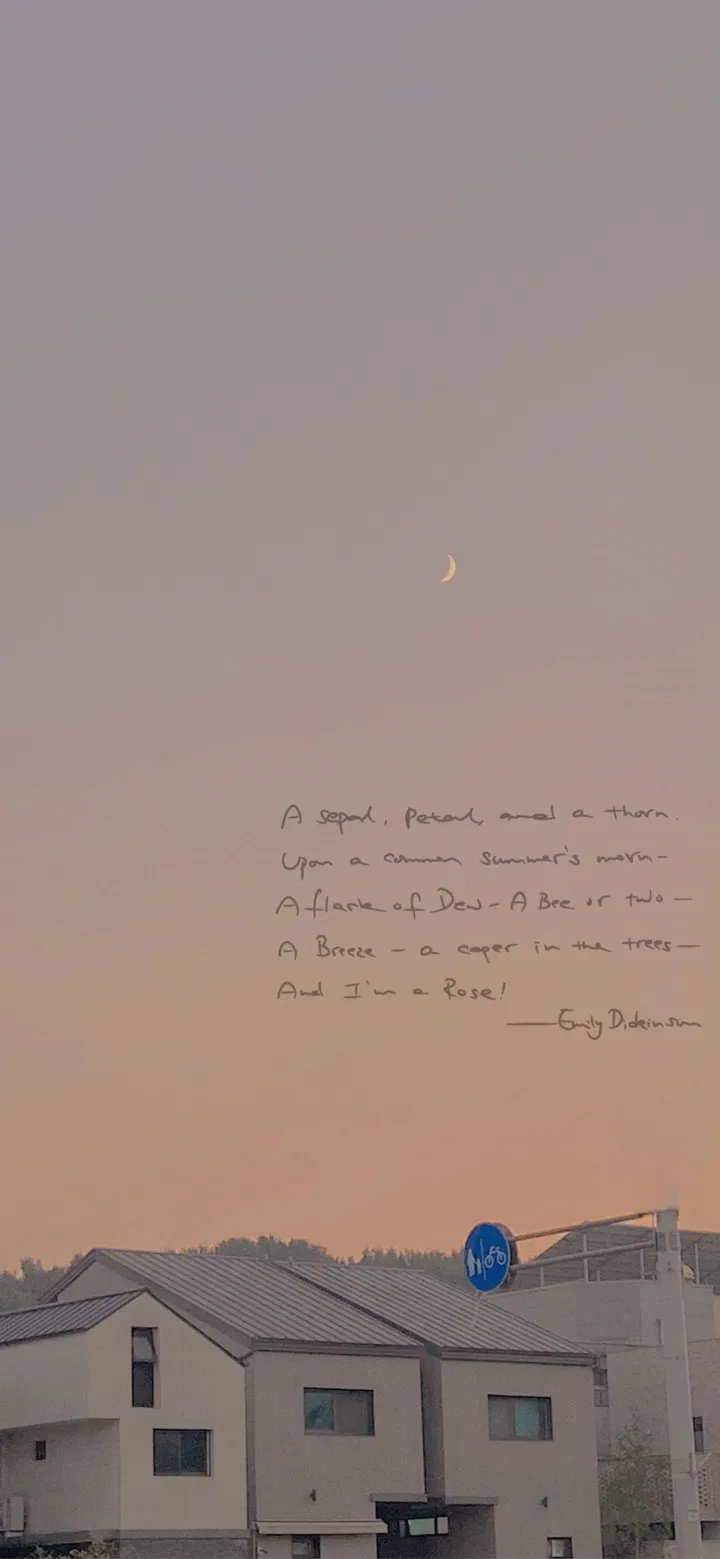 A sepal, Petal, and a thorn.
Upon a common summer's morn-
A flask of Dew - A Bee or two —
A Breeze - a caper in the trees—
And I'm a Rose!
—Emily Dickinson